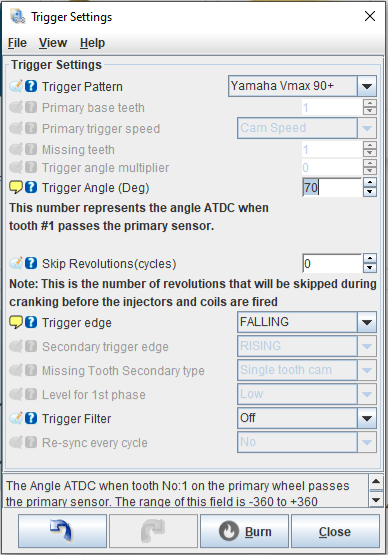 Trigger Settings
File View Help
Trigger Settings
Trigger Pattern Yamaha Vmax 90+
Primary base teeth 1
Primary trigger speed Cam Speed
Missing teeth 1
Trigger angle multiplier 0
Trigger Angle (Deg) 70
This number represents the angle ATDC when
tooth #1 passes the primary sensor.
Skip Revolutions(cycles) 0
Note: This is the number of revolutions that will be skipped during
cranking before the injectors and coils are fired
Trigger edge FALLING
Secondary trigger edge RISING
Missing Tooth Secondary type Single tooth cam
Level for 1st phase Low
Trigger Filter Off
Re-sync every cycle No
The Angle ATDC when tooth No:1 on the primary wheel passes
the primary sensor. The range of this field is -360 to +360
Burn Close